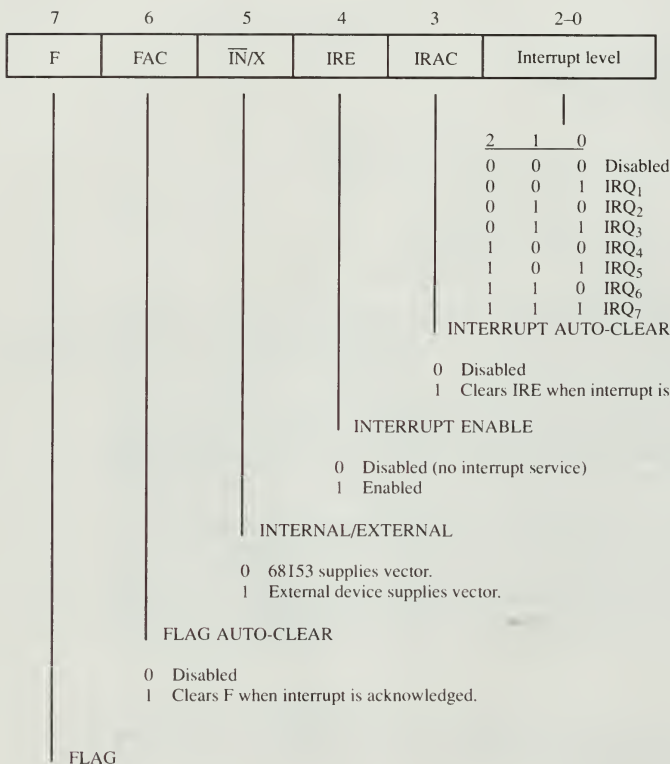 7 6 5 4 3 2–0
F FAC I̅N̅/X IRE IRAC Interrupt level
2 1 0
0 0 0 Disabled
0 0 1 IRQ₁
0 1 0 IRQ₂
0 1 1 IRQ₃
1 0 0 IRQ₄
1 0 1 IRQ₅
1 1 0 IRQ₆
1 1 1 IRQ₇
INTERRUPT AUTO-CLEAR
0 Disabled
1 Clears IRE when interrupt is
INTERRUPT ENABLE
0 Disabled (no interrupt service)
1 Enabled
INTERNAL/EXTERNAL
0 68153 supplies vector.
1 External device supplies vector.
FLAG AUTO-CLEAR
0 Disabled
1 Clears F when interrupt is acknowledged.
FLAG